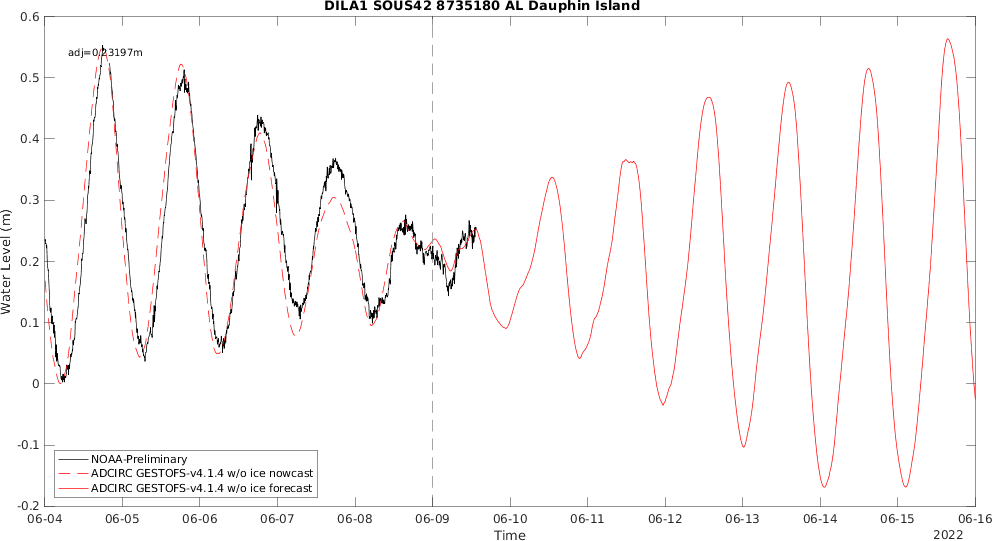 DILA1 SOUS42 8735180 AL Dauphin Island
0.6
adj=0.23197m
0.5
0.4
0.3
0.2
0.1
0
-0.1
-0.2
Water Level (m)
NOAA-Preliminary
ADCIRC GESTOFS-v4.1.4 w/o ice nowcast
ADCIRC GESTOFS-v4.1.4 w/o ice forecast
06-04 06-05 06-06 06-07 06-08 06-09 06-10 06-11 06-12 06-13 06-14 06-15 06-16
Time
2022